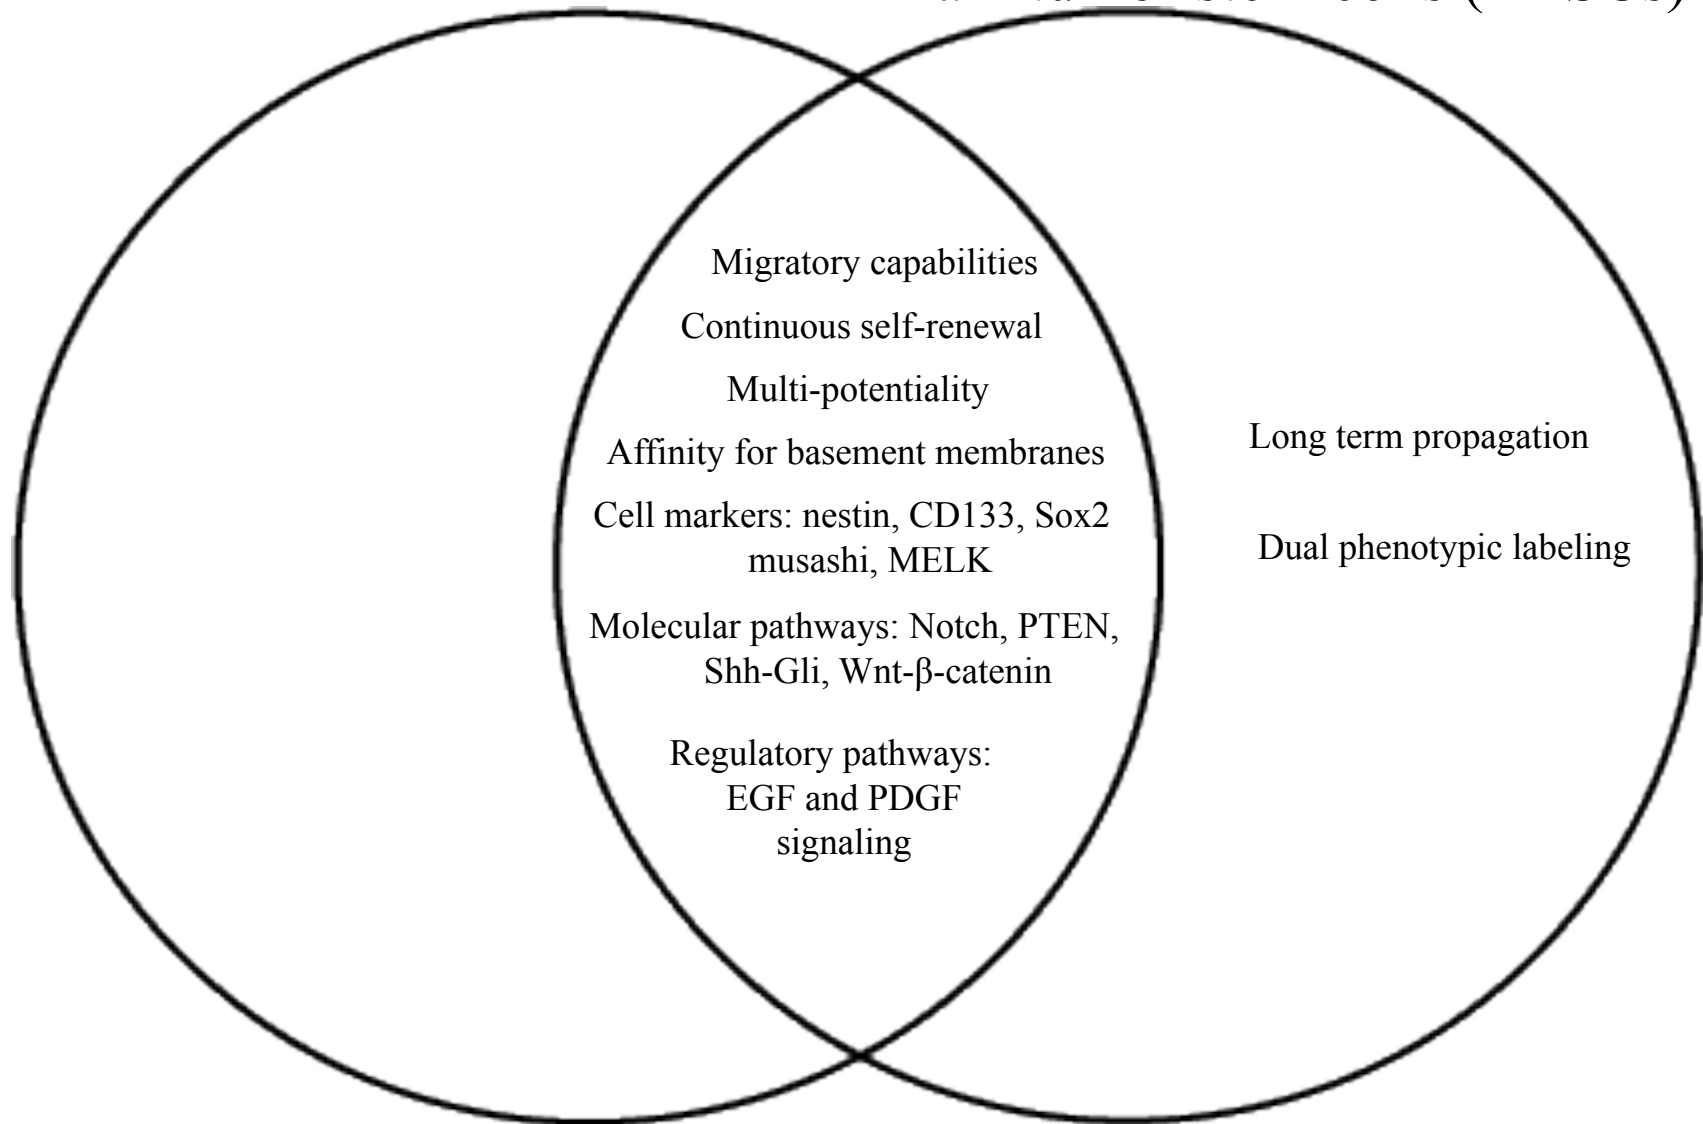 stem cells (
Migratory capabilities
Continuous self-renewal
Multi-potentiality
Affinity for basement membranes
Cell markers: nestin, CD133, Sox2
musashi, MELK
Molecular pathways: Notch, PTEN,
Shh-Gli, Wnt-β-catenin
Regulatory pathways:
EGF and PDGF
signaling
Long term propagation
Dual phenotypic labeling